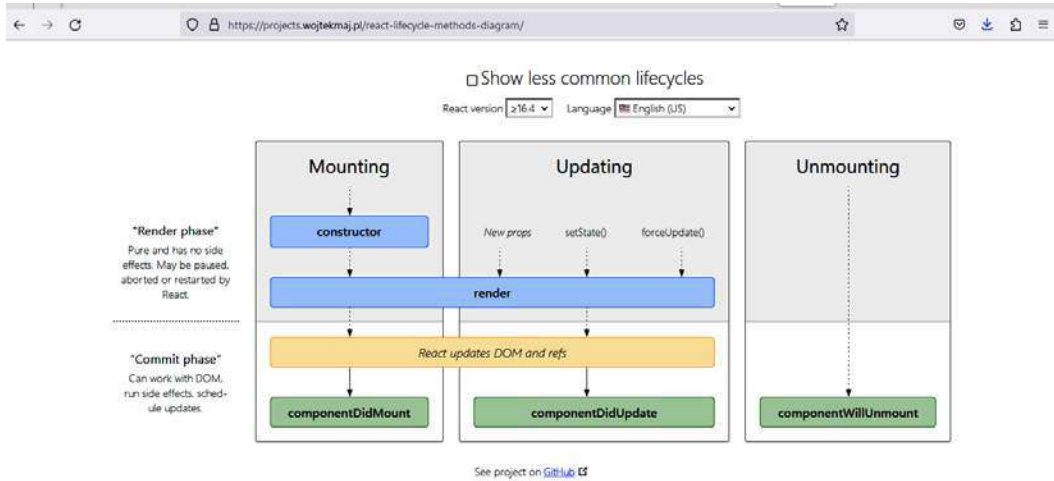 https://projects.wojtekmaj.pl/react-lifecycle-methods-diagram/
Show less common lifecycles
React version ≥16.4 Language English (US)
Mounting Updating Unmounting
"Render phase"
Pure and has no side
effects. May be paused,
aborted or restarted by
React.
constructor New props setState() forceUpdate()
render
"Commit phase"
Can work with DOM,
run side effects, sched-
ule updates.
React updates DOM and refs
componentDidMount componentDidUpdate componentWillUnmount
See project on GitHub